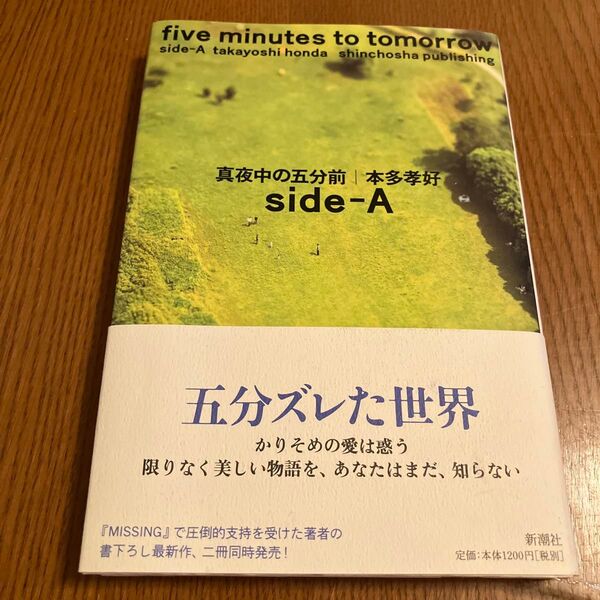 five minutes to tomorrow
side-A takayoshi honda shinchosha publishing
真夜中の五分前|本多孝好
side-A
五分ズレた世界
かりそめの愛は惑う
限りなく美しい物語を、あなたはまだ、知らない
『MISSING』で圧倒的支持を受けた著者の
書下ろし最新作、二冊同時発売!
新潮社
定価:本体1200円[税別]